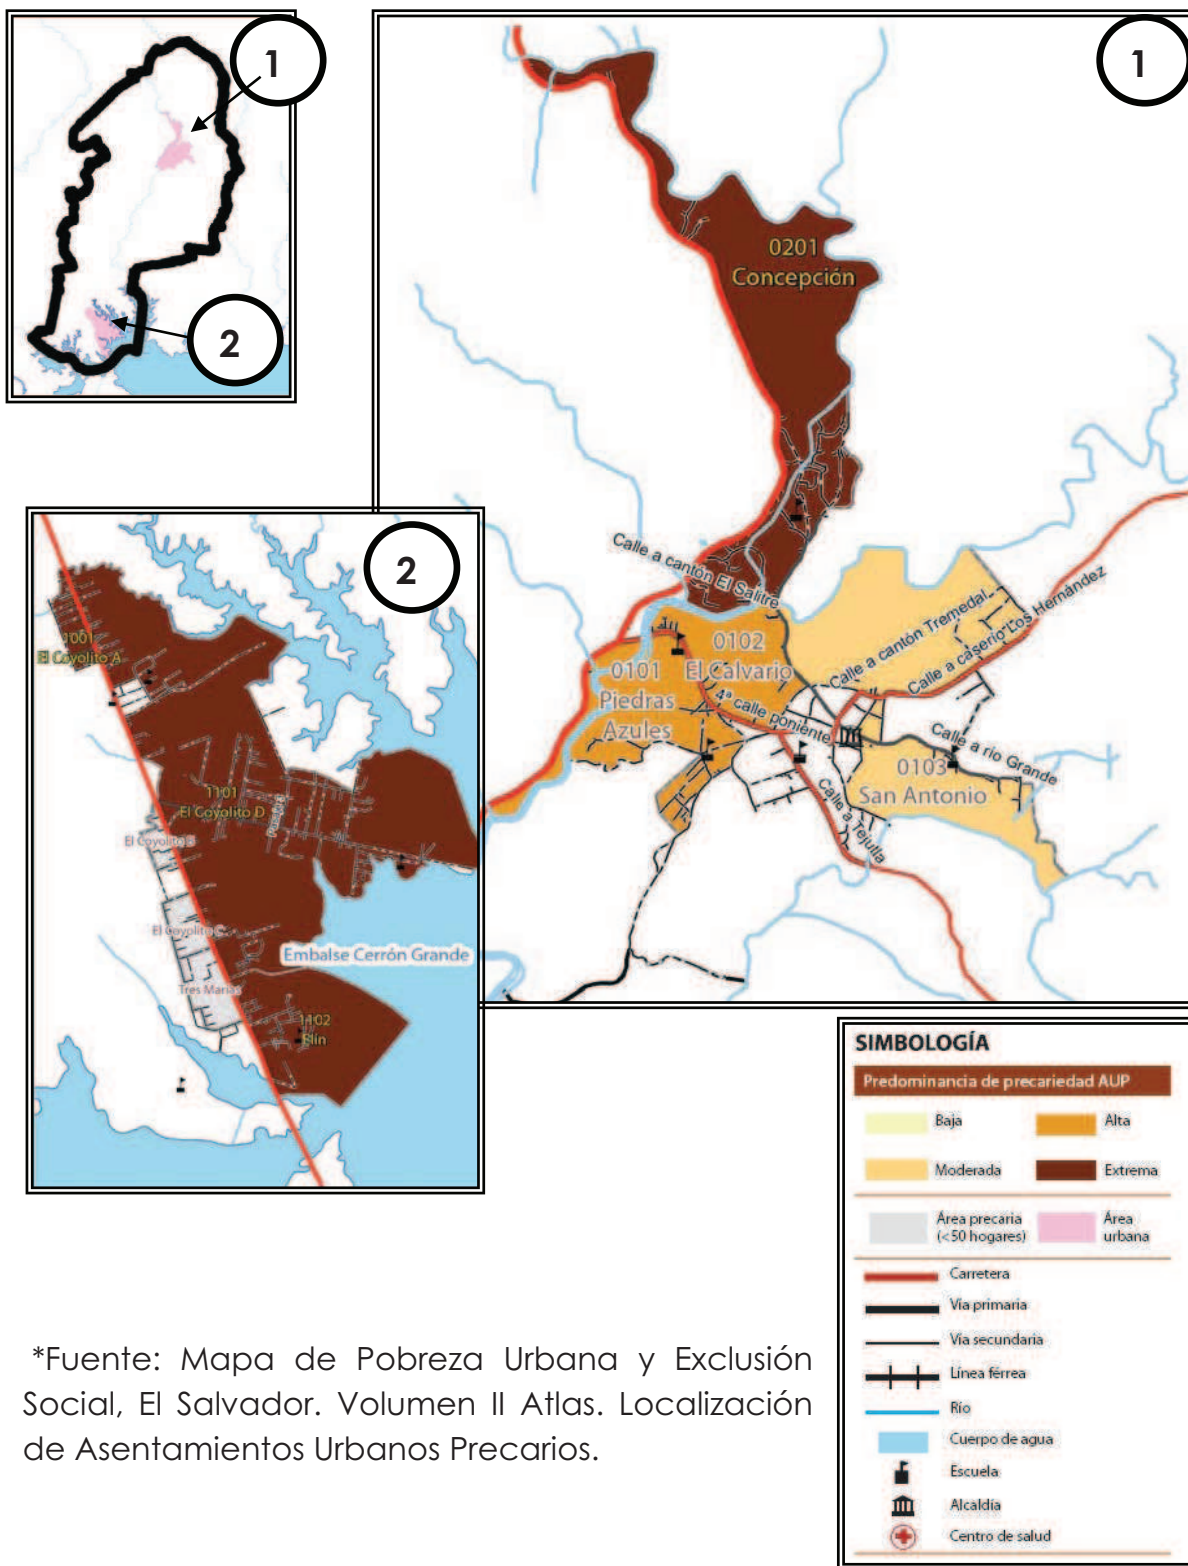 1
2
1
0201
Concepción
Calle a cantón El Salitre
0102
El Calvario
0101
Piedras
Azules
4ª calle poniente
Calle a cantón Tremedal
Calle a caserio Los Hernández
Calle a río Grande
0103
San Antonio
Calle a Tejutla
2
1001
El Coyolito A
1101
El Coyolito D
El Coyolito B
El Coyolito C
Tres Marías
Embalse Cerrón Grande
1102
SIMBOLOGÍA
Predominancia de precariedad AUP
Baja
Alta
Moderada
Extrema
Área precaria
(<50 hogares)
Área
urbana
Carretera
Vía primaria
Vía secundaria
Línea férrea
Río
Cuerpo de agua
Escuela
Alcaldía
Centro de salud
*Fuente: Mapa de Pobreza Urbana y Exclusión
Social, El Salvador. Volumen II Atlas. Localización
de Asentamientos Urbanos Precarios.